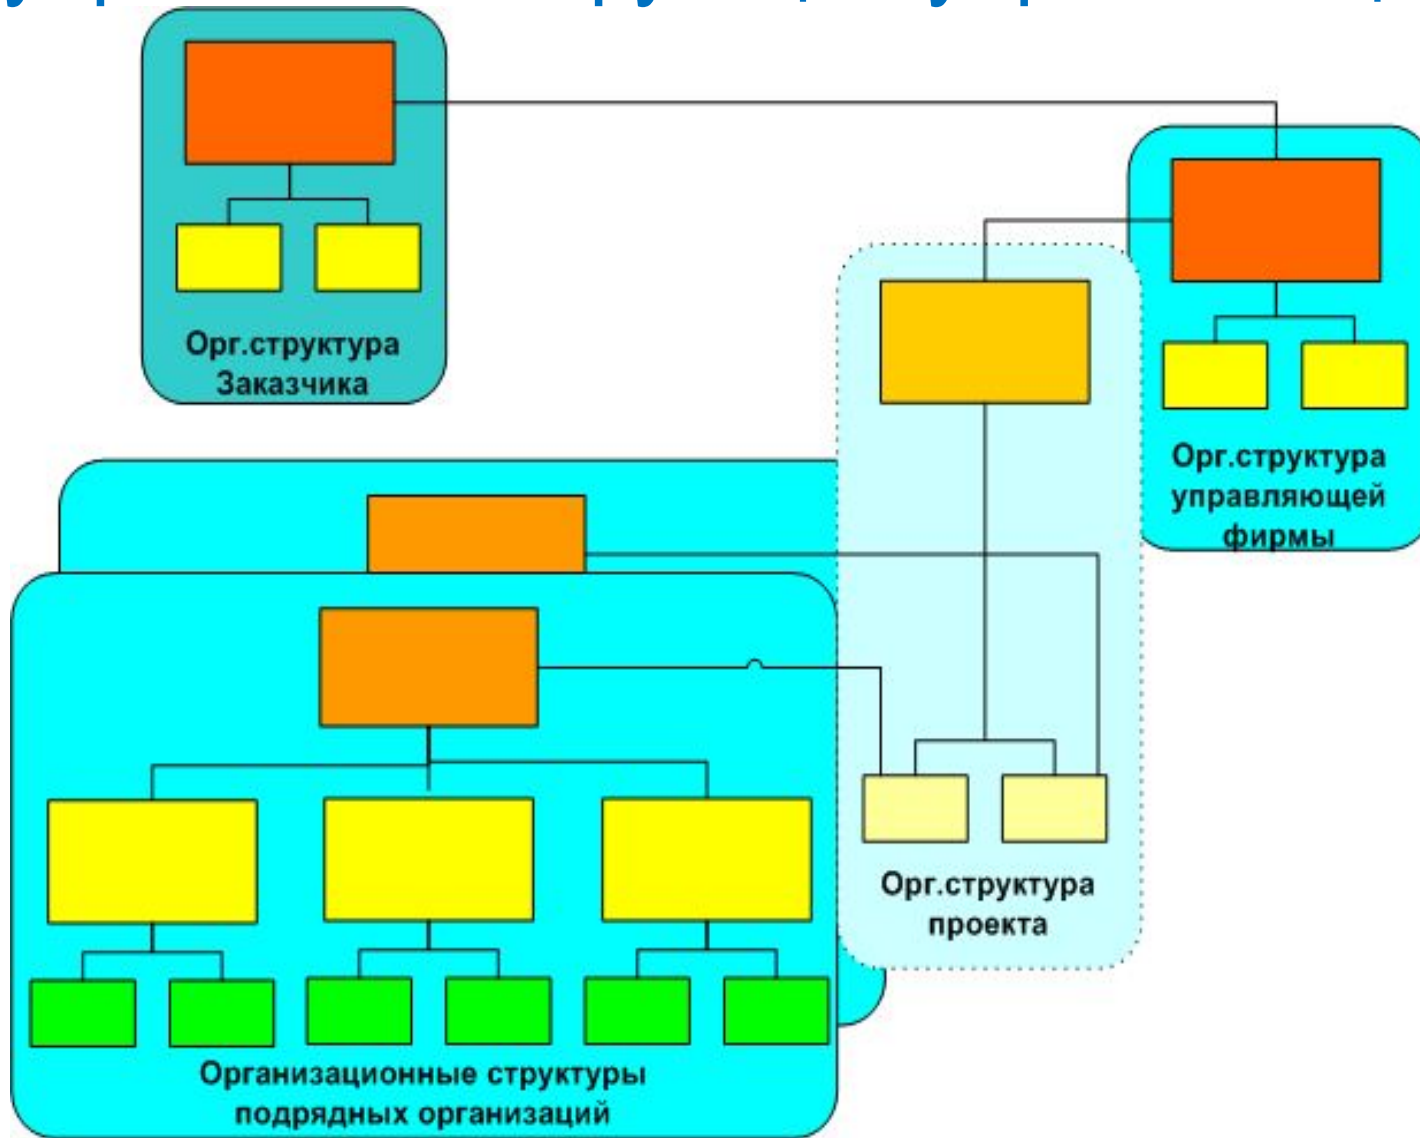 Орг.структура
Заказчика
Орг.структура
управляющей
фирмы
Орг.структура
проекта
Организационные структуры
подрядных организаций